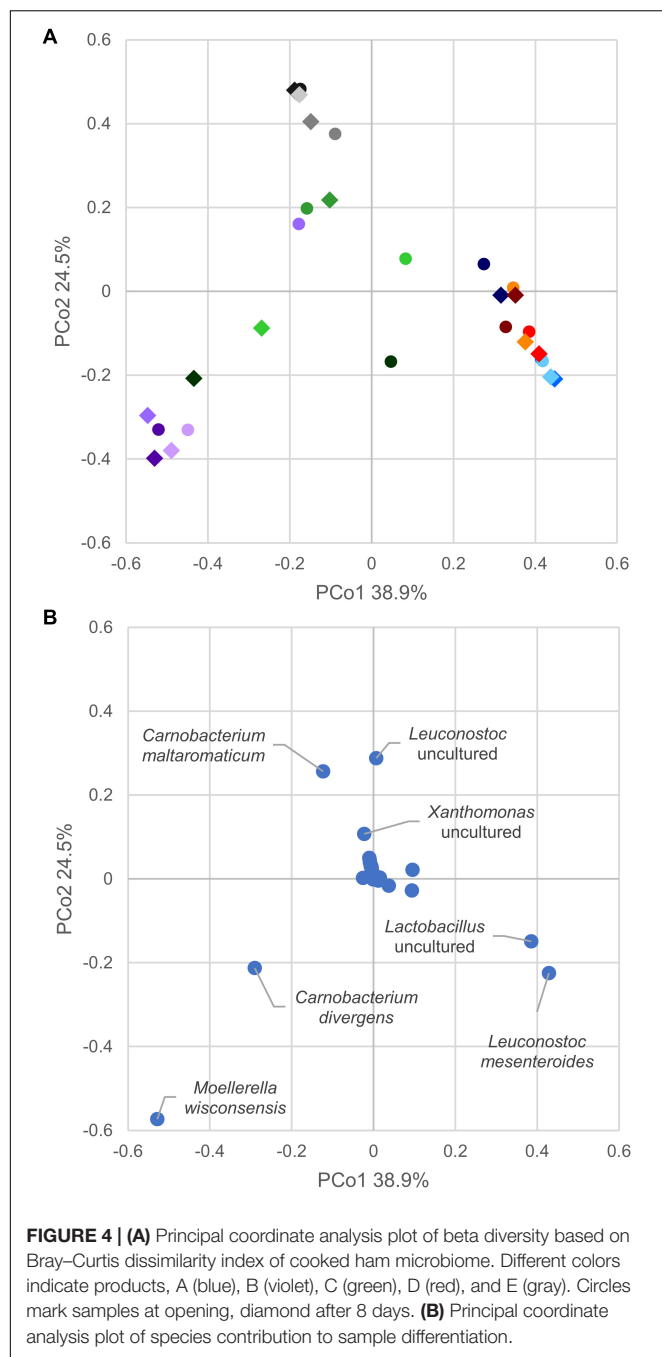 A
0.6
0.4
0.2
0
-0.2
-0.4
-0.6
PCo2 24.5%
-0.6 -0.4 -0.2 0 0.2 0.4 0.6
PCo1 38.9%
B
0.6
0.4
0.2
0
-0.2
-0.4
-0.6
PCo2 24.5%
Carnobacterium
maltaromaticum
Leuconostoc
uncultured
Xanthomonas
uncultured
Lactobacillus
uncultured
Carnobacterium
divergens
Leuconostoc
mesenteroides
Moellerella
wisconsensis
-0.6 -0.4 -0.2 0 0.2 0.4 0.6
PCo1 38.9%
FIGURE 4 | (A) Principal coordinate analysis plot of beta diversity based on
Bray–Curtis dissimilarity index of cooked ham microbiome. Different colors
indicate products, A (blue), B (violet), C (green), D (red), and E (gray). Circles
mark samples at opening, diamond after 8 days. (B) Principal coordinate
analysis plot of species contribution to sample differentiation.